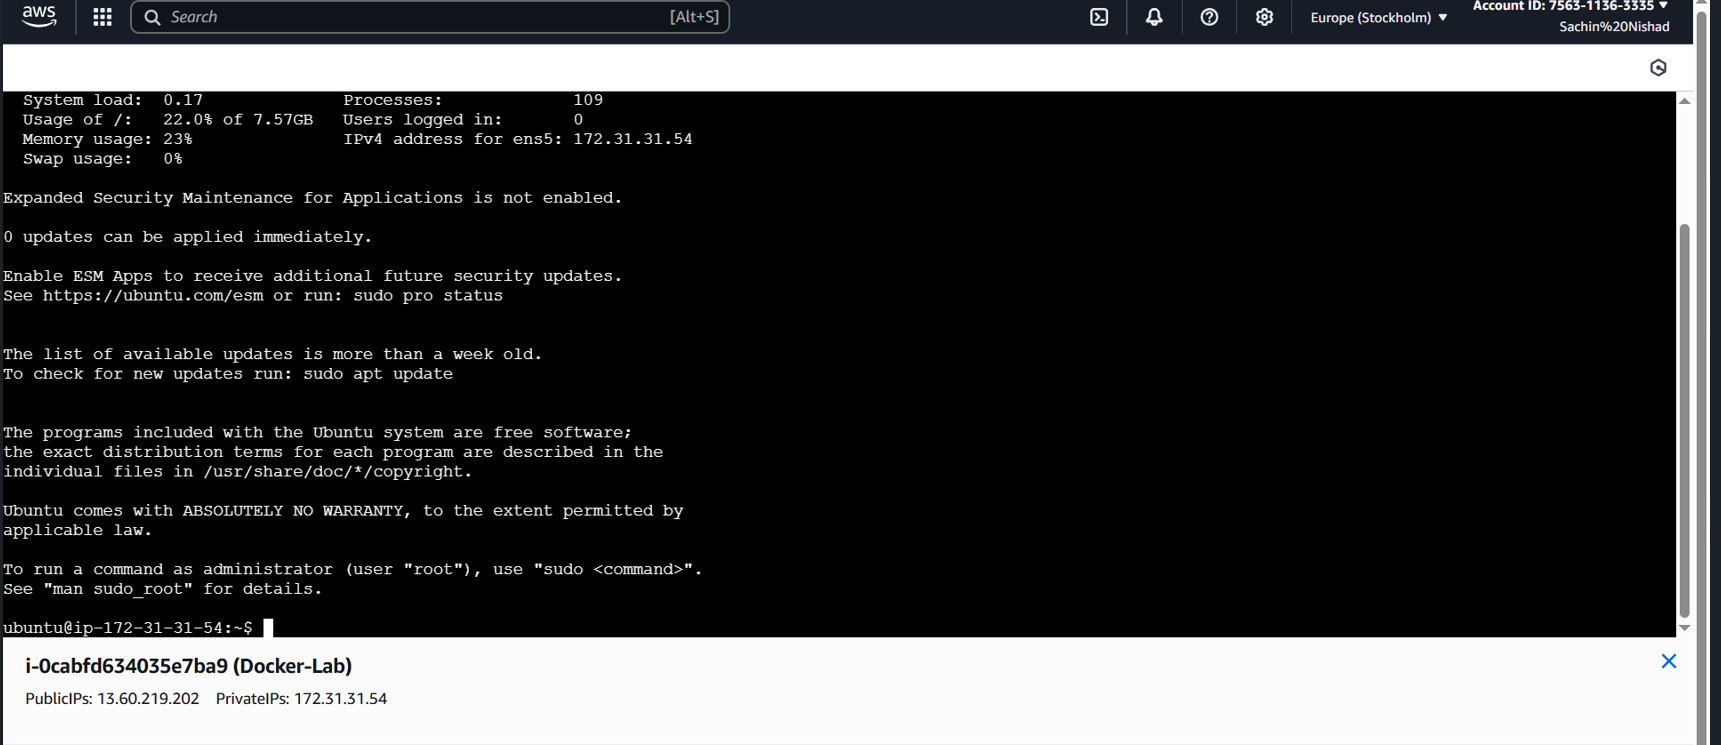 aws
Search
[Alt+S]
Europe (Stockholm)
Account ID: 7563-1136-3335
Sachin%20Nishad
System load: 0.17 Processes: 109
Usage of /: 22.0% of 7.57GB Users logged in: 0
Memory usage: 23% IPv4 address for ens5: 172.31.31.54
Swap usage: 0%
Expanded Security Maintenance for Applications is not enabled.
0 updates can be applied immediately.
Enable ESM Apps to receive additional future security updates.
See https://ubuntu.com/esm or run: sudo pro status
The list of available updates is more than a week old.
To check for new updates run: sudo apt update
The programs included with the Ubuntu system are free software;
the exact distribution terms for each program are described in the
individual files in /usr/share/doc/*/copyright.
Ubuntu comes with ABSOLUTELY NO WARRANTY, to the extent permitted by
applicable law.
To run a command as administrator (user "root"), use "sudo <command>".
See "man sudo_root" for details.
ubuntu@ip-172-31-31-54:~$
i-0cabfd634035e7ba9 (Docker-Lab)
PublicIPs: 13.60.219.202 PrivateIPs: 172.31.31.54